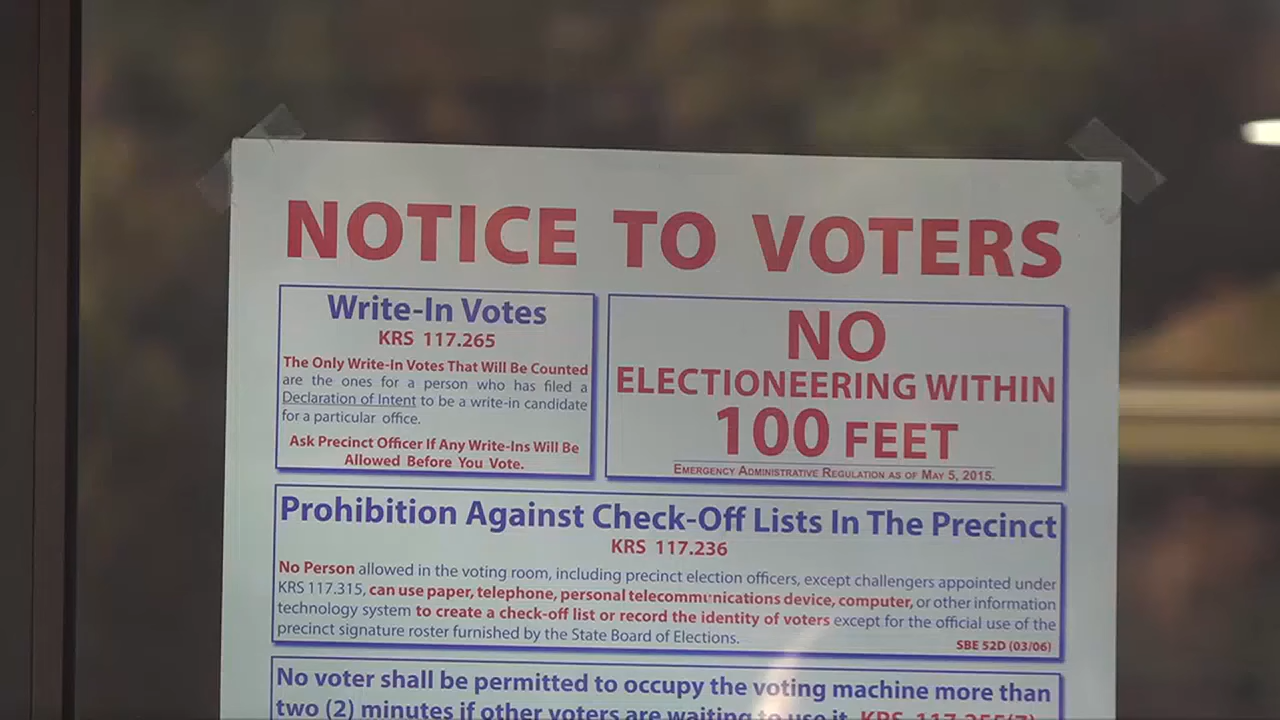 NOTICE TO VOTERS
Write-In Votes
KRS 117.265
The Only Write-In Votes That Will Be Counted
are the ones for a person who has filed a
Declaration of Intent to be a write-in candidate
for a particular office.
Ask Precinct Officer If Any Write-Ins Will Be
Allowed Before You Vote.
NO
ELECTIONEERING WITHIN
100 FEET
EMERGENCY ADMINISTRATIVE REGULATION AS OF MAY 5, 2015.
Prohibition Against Check-Off Lists In The Precinct
KRS 117.236
No Person allowed in the voting room, including precinct election officers, except challengers appointed under
KRS 117.315, can use paper, telephone, personal telecommunications device, computer, or other information
technology system to create a check-off list or record the identity of voters except for the official use of the
precinct signature roster furnished by the State Board of Elections.
SBE 52D (03/06)
No voter shall be permitted to occupy the voting machine more than
two (2) minutes if other voters are waiting to use it. KRS